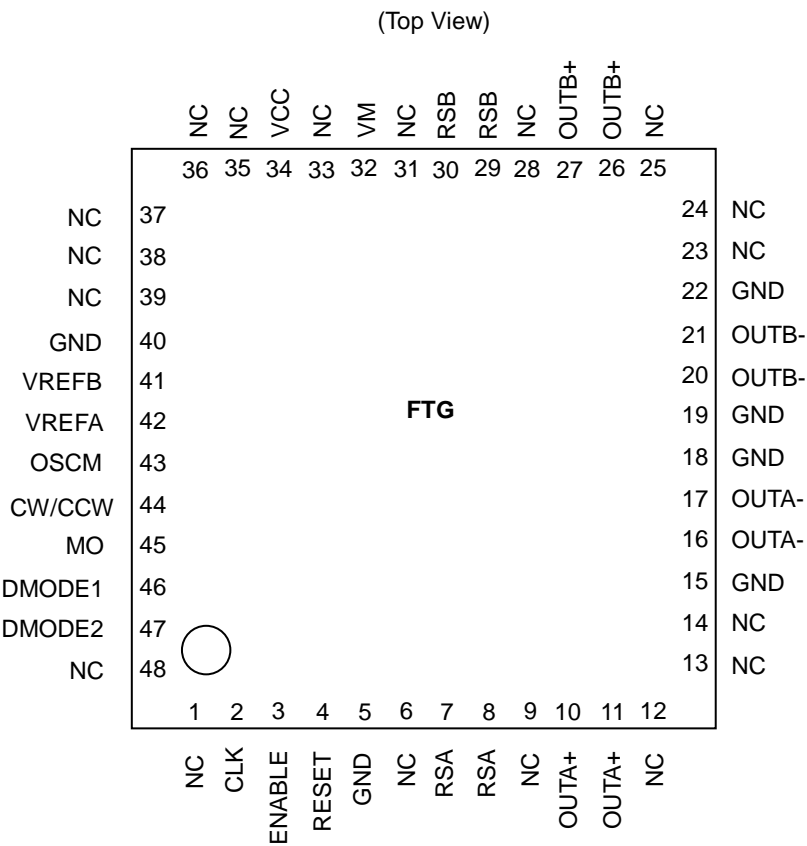 (Top View)
NC NC VCC NC VM NC RSB RSB NC OUTB+ OUTB+ NC
36 35 34 33 32 31 30 29 28 27 26 25
NC 37 24 NC
NC 38 23 NC
NC 39 22 GND
GND 40 21 OUTB-
VREFB 41 20 OUTB-
VREFA 42 FTG 19 GND
OSCM 43 18 GND
CW/CCW 44 17 OUTA-
MO 45 16 OUTA-
DMODE1 46 15 GND
DMODE2 47 14 NC
NC 48 13 NC
1 2 3 4 5 6 7 8 9 10 11 12
NC CLK ENABLE RESET GND NC RSA RSA NC OUTA+ OUTA+ NC